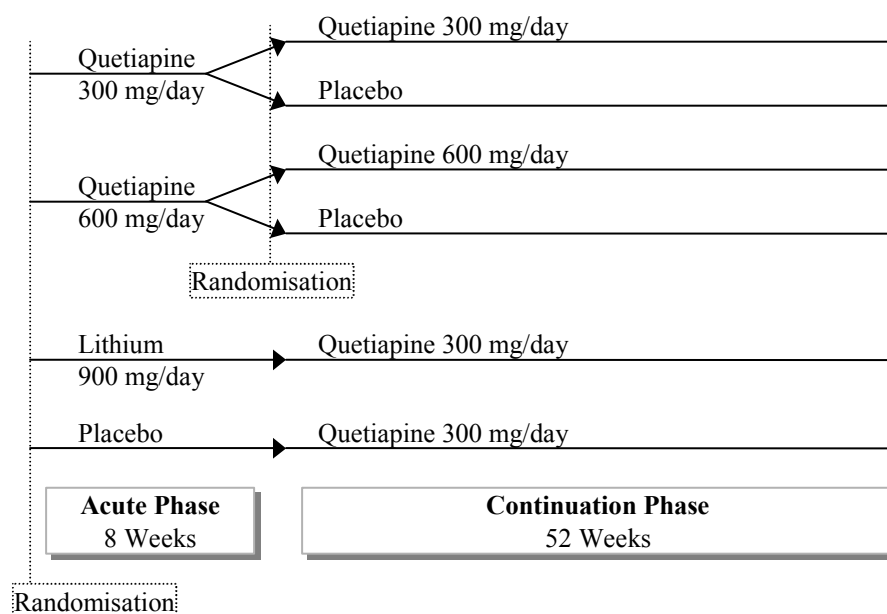 Quetiapine 300 mg/day
Quetiapine
300 mg/day
Placebo
Quetiapine 600 mg/day
Quetiapine
600 mg/day
Placebo
Randomisation
Lithium
900 mg/day
Quetiapine 300 mg/day
Placebo
Quetiapine 300 mg/day
Acute Phase
8 Weeks
Continuation Phase
52 Weeks
Randomisation